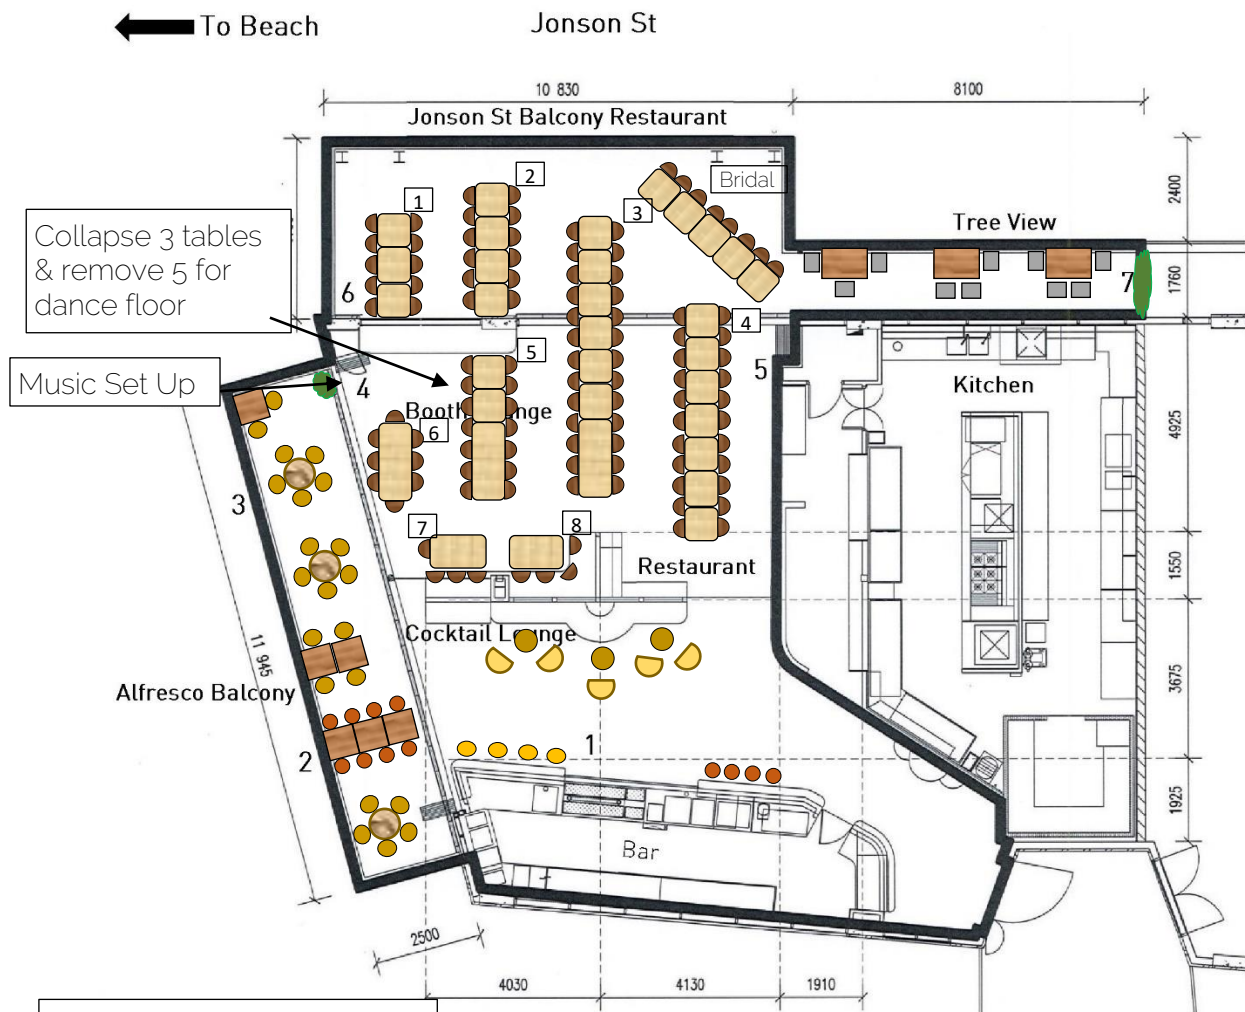 To Beach
Jonson St
10 830
8100
Jonson St Balcony Restaurant
2400
Bridal
1
2
3
Tree View
Collapse 3 tables
& remove 5 for
dance floor
6
7
1760
4
5
5
Music Set Up
4
Kitchen
Booth Lounge
6
4925
3
7
8
Restaurant
1550
Cocktail Lounge
11 945
3675
Alfresco Balcony
2
1
1925
Bar
2500
4030
4130
1910